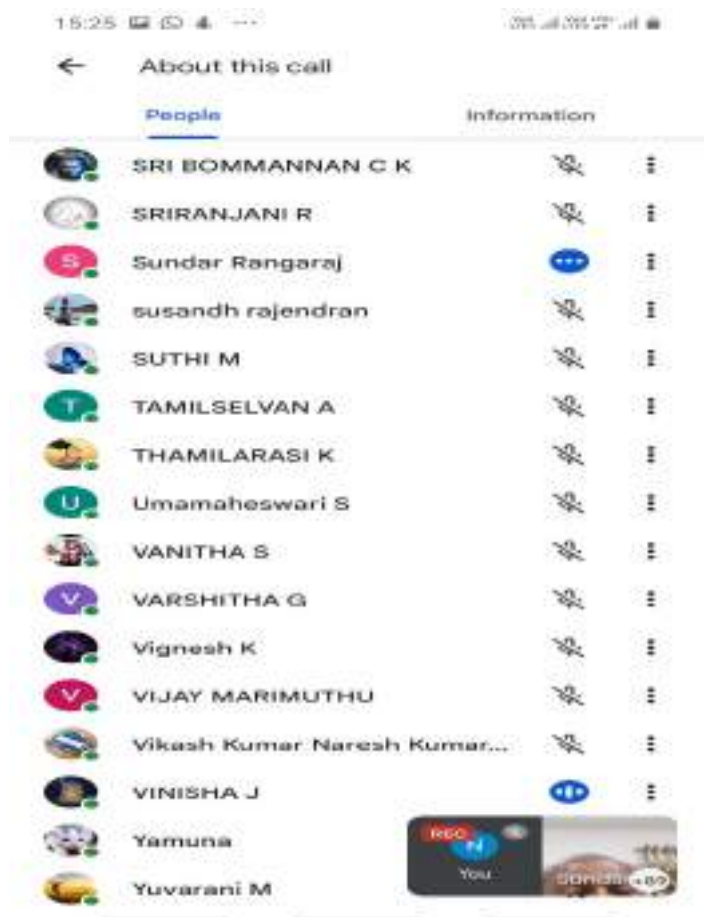 15:25
About this call
People Information
SRI BOMMANNAN C K
SRIRANJANI R
S Sundar Rangaraj
susandh rajendran
SUTHI M
T TAMILSELVAN A
THAMILARASI K
U Umamaheswari S
VANITHA S
V VARSHITHA G
Vignesh K
V VIJAY MARIMUTHU
Vikash Kumar Naresh Kumar...
VINISHA J
Yamuna
REC N
You
Yuvarani M